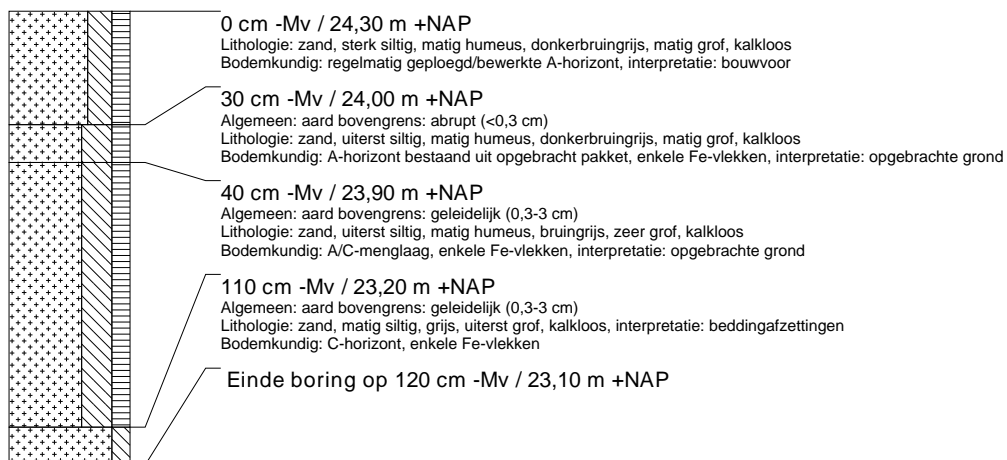 0 cm -Mv / 24,30 m +NAP
Lithologie: zand, sterk siltig, matig humeus, donkerbruingrijs, matig grof, kalkloos
Bodemkundig: regelmatig geploegd/bewerkte A-horizont, interpretatie: bouwvoor
30 cm -Mv / 24,00 m +NAP
Algemeen: aard bovengrens: abrupt (<0,3 cm)
Lithologie: zand, uiterst siltig, matig humeus, donkerbruingrijs, matig grof, kalkloos
Bodemkundig: A-horizont bestaand uit opgebracht pakket, enkele Fe-vlekken, interpretatie: opgebrachte grond
40 cm -Mv / 23,90 m +NAP
Algemeen: aard bovengrens: geleidelijk (0,3-3 cm)
Lithologie: zand, uiterst siltig, matig humeus, bruingrijs, zeer grof, kalkloos
Bodemkundig: A/C-menglaag, enkele Fe-vlekken, interpretatie: opgebrachte grond
110 cm -Mv / 23,20 m +NAP
Algemeen: aard bovengrens: geleidelijk (0,3-3 cm)
Lithologie: zand, matig siltig, grijs, uiterst grof, kalkloos, interpretatie: beddingafzettingen
Bodemkundig: C-horizont, enkele Fe-vlekken
Einde boring op 120 cm -Mv / 23,10 m +NAP